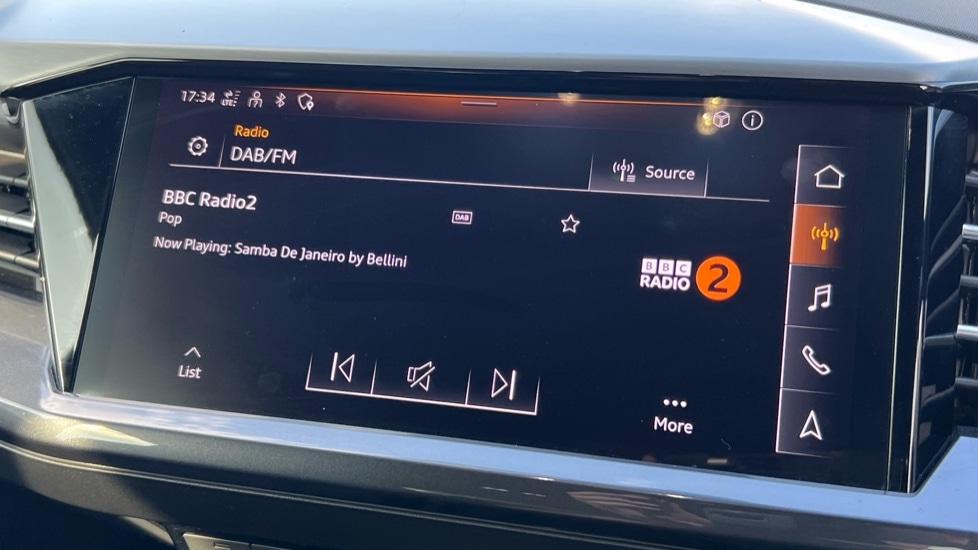 17:34 LTE
Radio
DAB/FM
Source
BBC Radio2
Pop
DAB
Now Playing: Samba De Janeiro by Bellini
BBC
RADIO 2
List
More